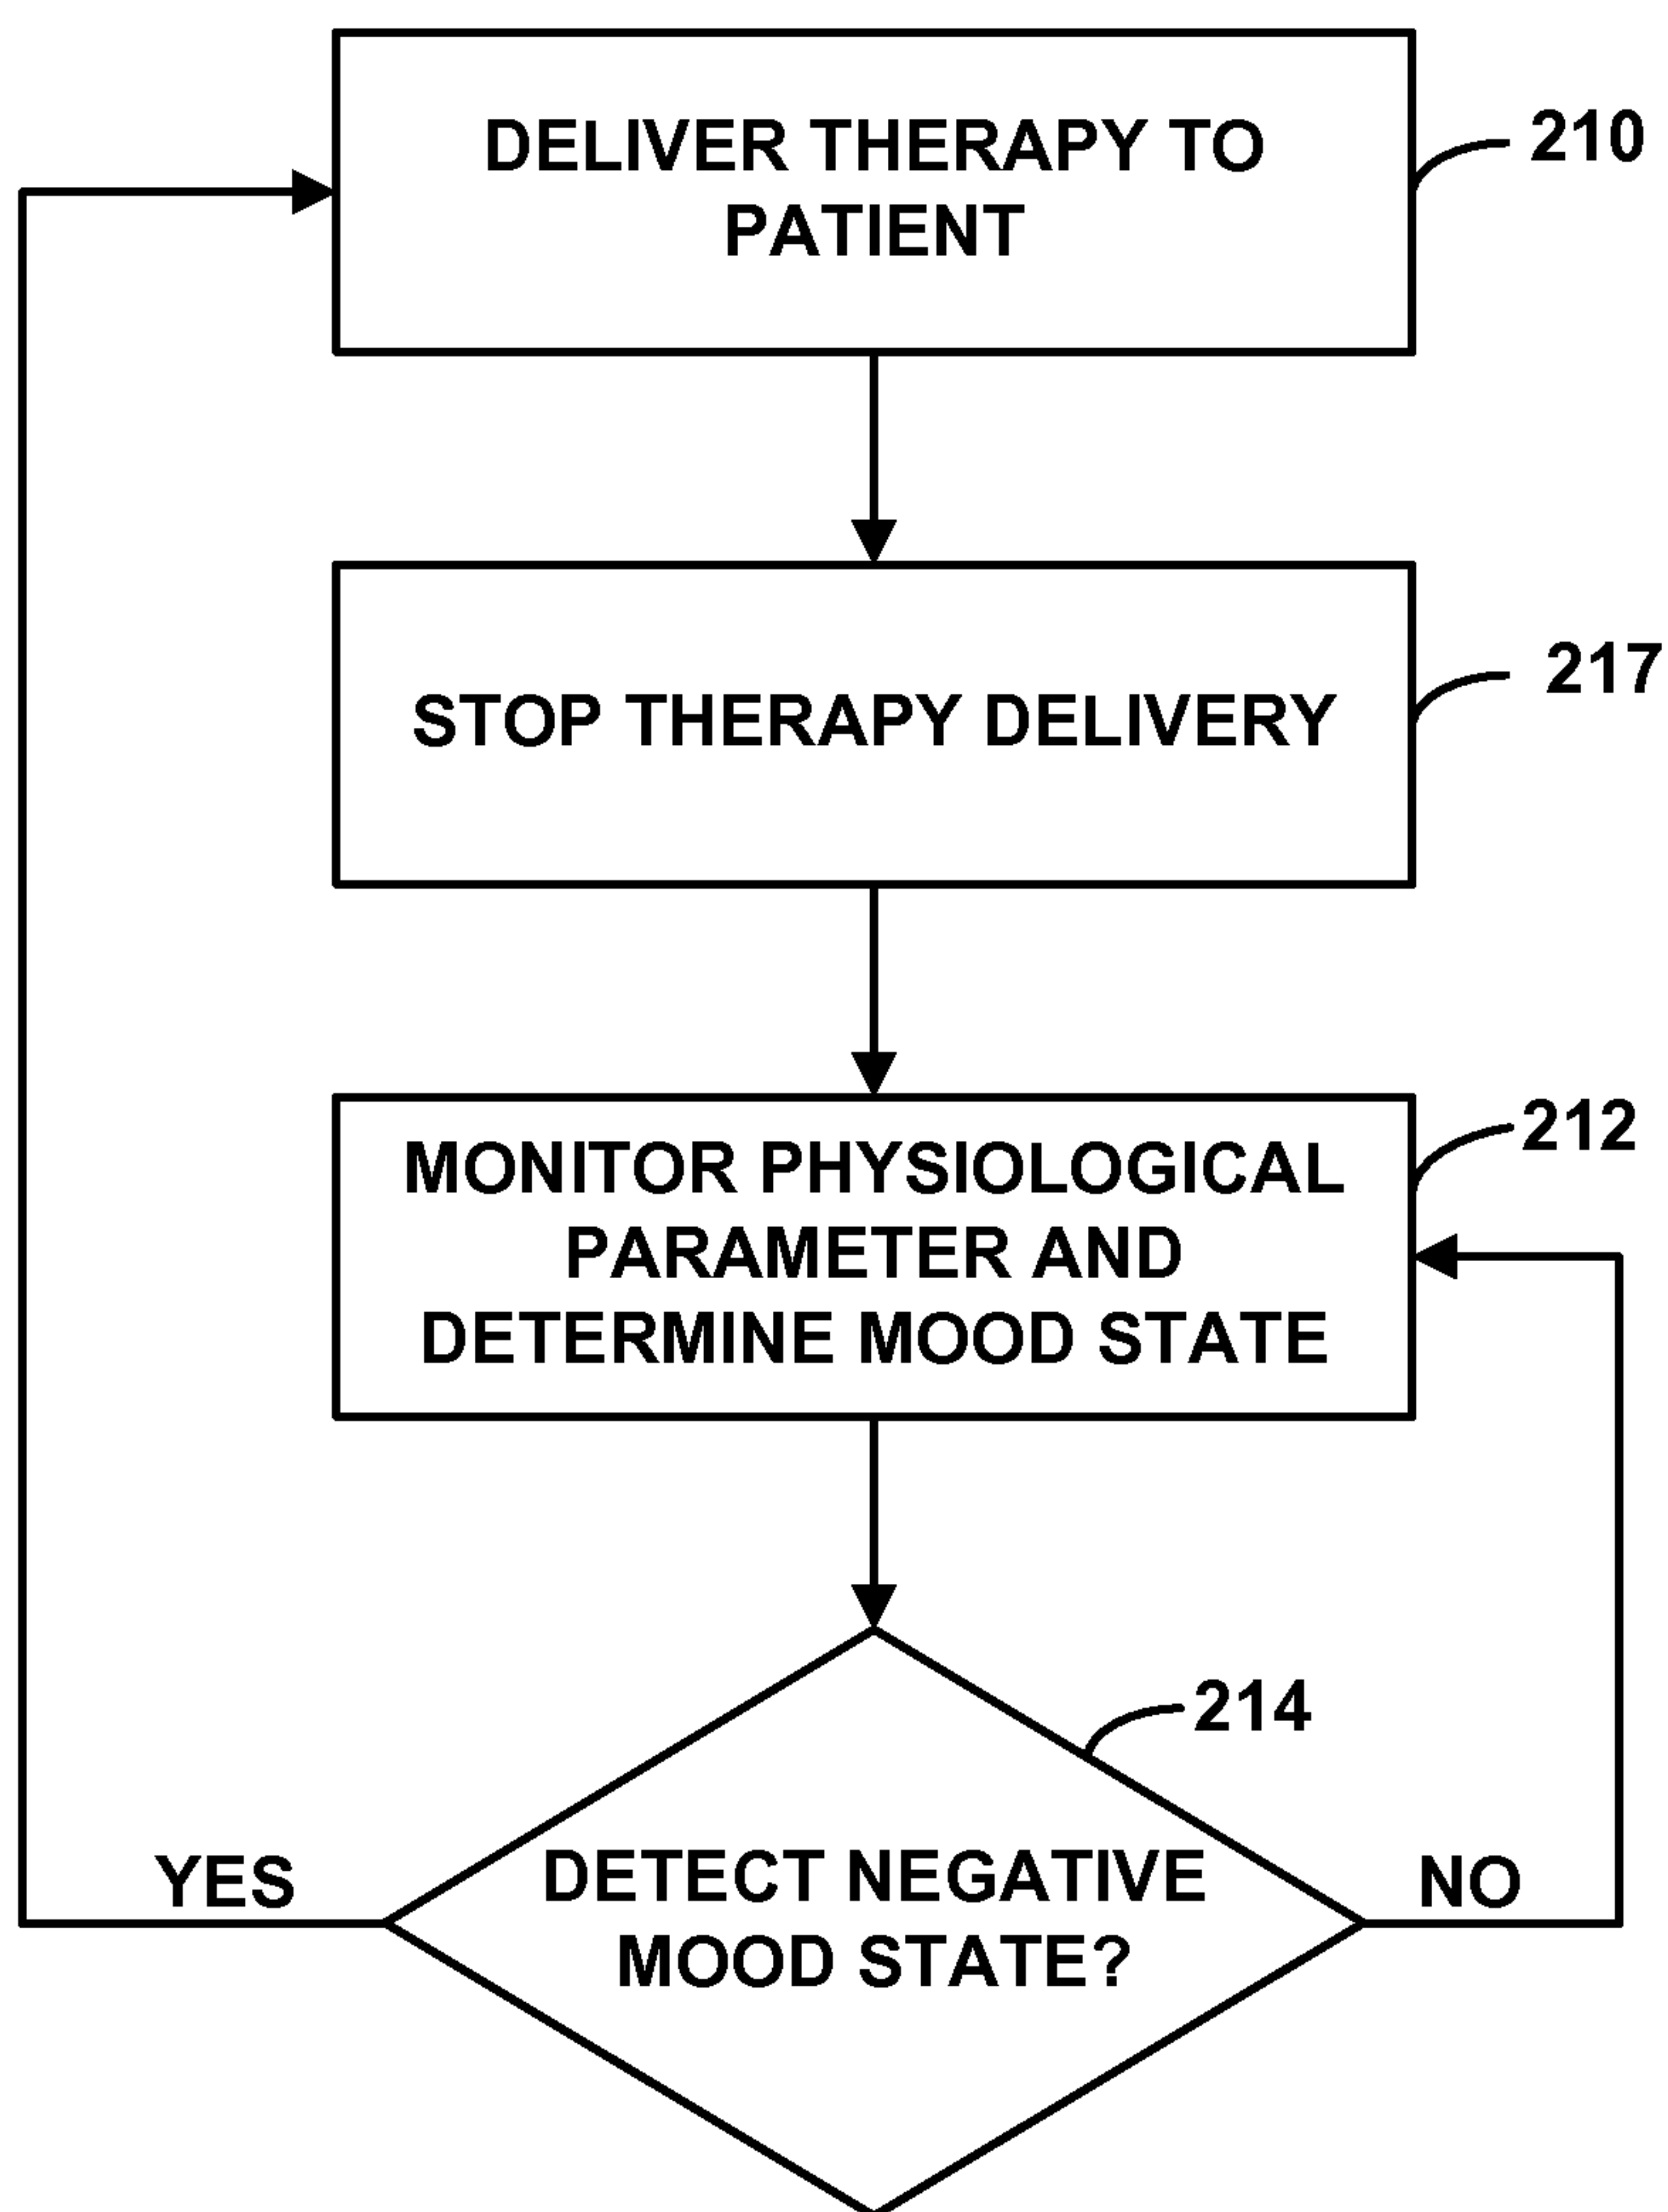 DELIVER THERAPY TO
PATIENT
210
STOP THERAPY DELIVERY
217
MONITOR PHYSIOLOGICAL
PARAMETER AND
DETERMINE MOOD STATE
212
214
DETECT NEGATIVE
MOOD STATE?
YES
NO